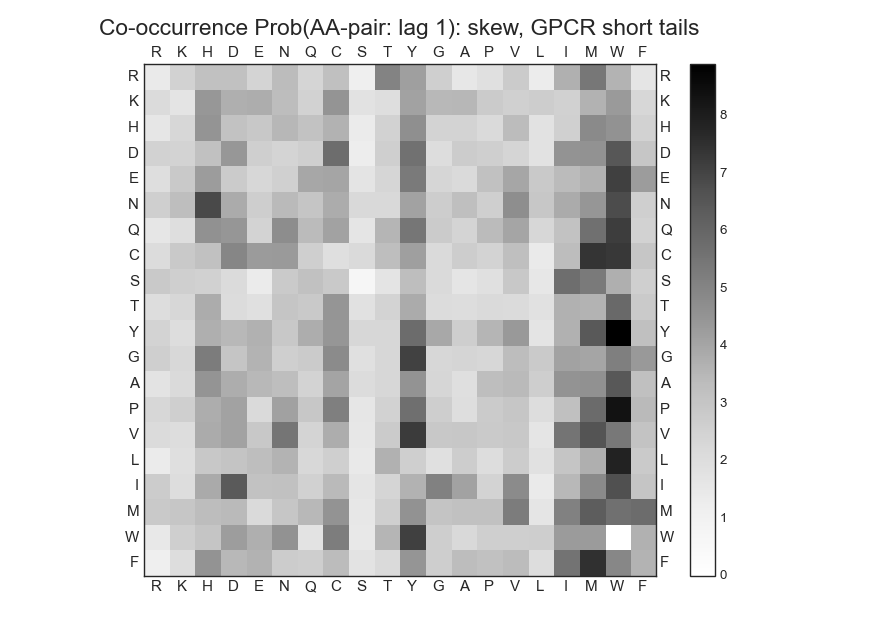 Co-occurrence Prob(AA-pair: lag 1): skew, GPCR short tails
R K H D E N Q C S T Y G A P V L I M W F
R R
K K
H H
D D
E E
N N
Q Q
C C
S S
T T
Y Y
G G
A A
P P
V V
L L
I I
M M
W W
F F
R K H D E N Q C S T Y G A P V L I M W F
8
7
6
5
4
3
2
1
0